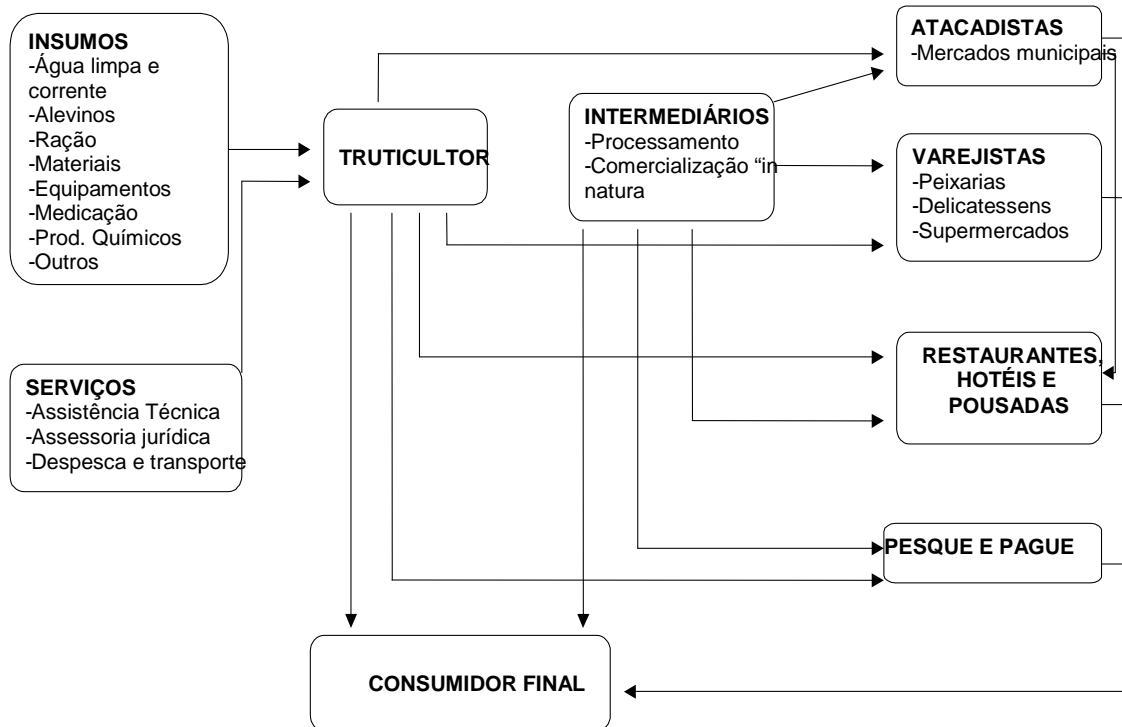 INSUMOS
-Água limpa e
corrente
-Alevinos
-Ração
-Materiais
-Equipamentos
-Medicação
-Prod. Químicos
-Outros
SERVIÇOS
-Assistência Técnica
-Assessoria jurídica
-Despesca e transporte
TRUTICULTOR
INTERMEDIÁRIOS
-Processamento
-Comercialização “in
natura
ATACADISTAS
-Mercados municipais
VAREJISTAS
-Peixarias
-Delicatessens
-Supermercados
RESTAURANTES,
HOTÉIS E
POUSADAS
PESQUE E PAGUE
CONSUMIDOR FINAL